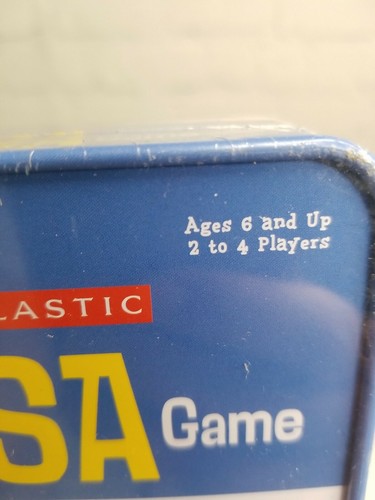 Ages 6 and Up
2 to 4 Players
LASTIC
SA Game